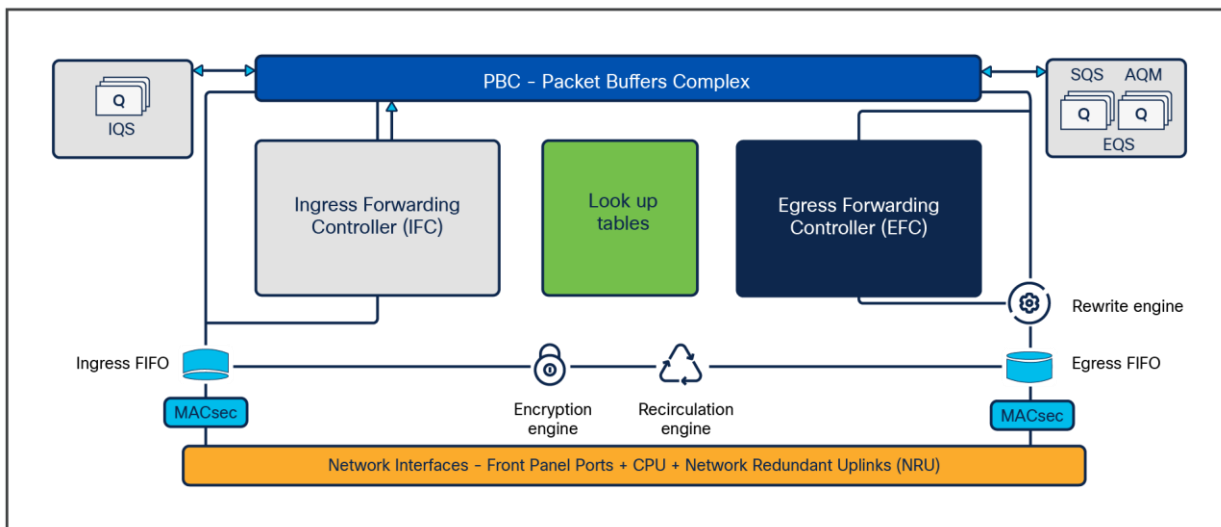 PBC - Packet Buffers Complex
Q
IQS
SQS AQM
Q Q
EQS
Ingress Forwarding
Controller (IFC)
Look up
tables
Egress Forwarding
Controller (EFC)
Rewrite engine
Ingress FIFO
Egress FIFO
MACsec
Encryption
engine
Recirculation
engine
MACsec
Network Interfaces - Front Panel Ports + CPU + Network Redundant Uplinks (NRU)